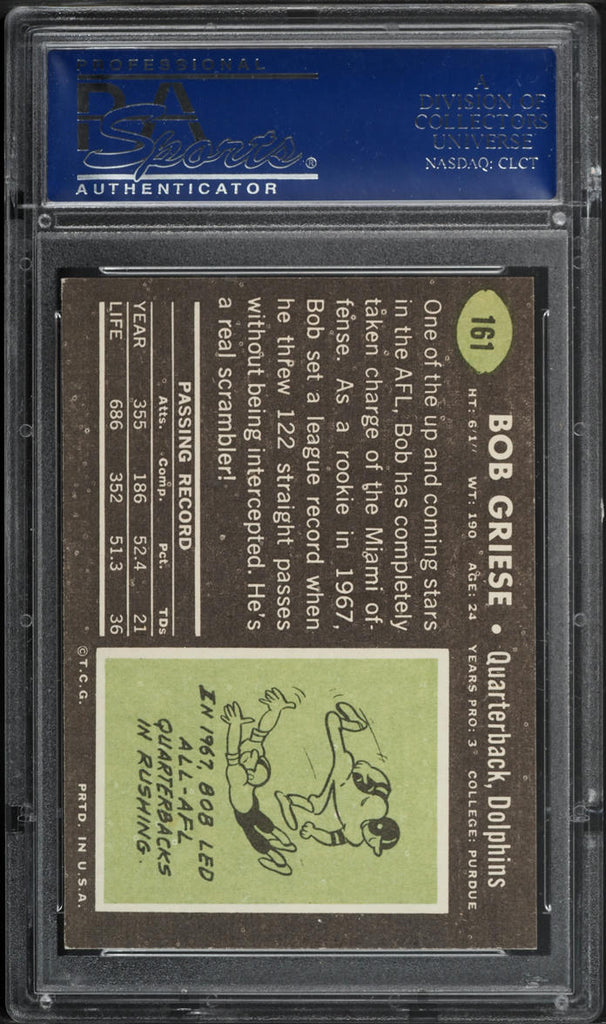 PROFESSIONAL
PSA
Sports®
AUTHENTICATOR
A
DIVISION OF
COLLECTORS
UNIVERSE
NASDAQ: CLCT
161
BOB GRIESE • Quarterback, Dolphins
HT: 6'1" WT: 190 AGE: 24 YEARS PRO: 3 COLLEGE: PURDUE
One of the up and coming stars
in the AFL, Bob has completely
taken charge of the Miami of-
fense. As a rookie in 1967,
Bob set a league record when
he threw 122 straight passes
without being intercepted. He's
a real scrambler!
PASSING RECORD
Atts. Comp. Pct. TDs
YEAR 355 186 52.4 21
LIFE 686 352 51.3 36
IN 1967, BOB LED
ALL-AFL
QUARTERBACKS
IN RUSHING.
©T.C.G. PRTD. IN U.S.A.